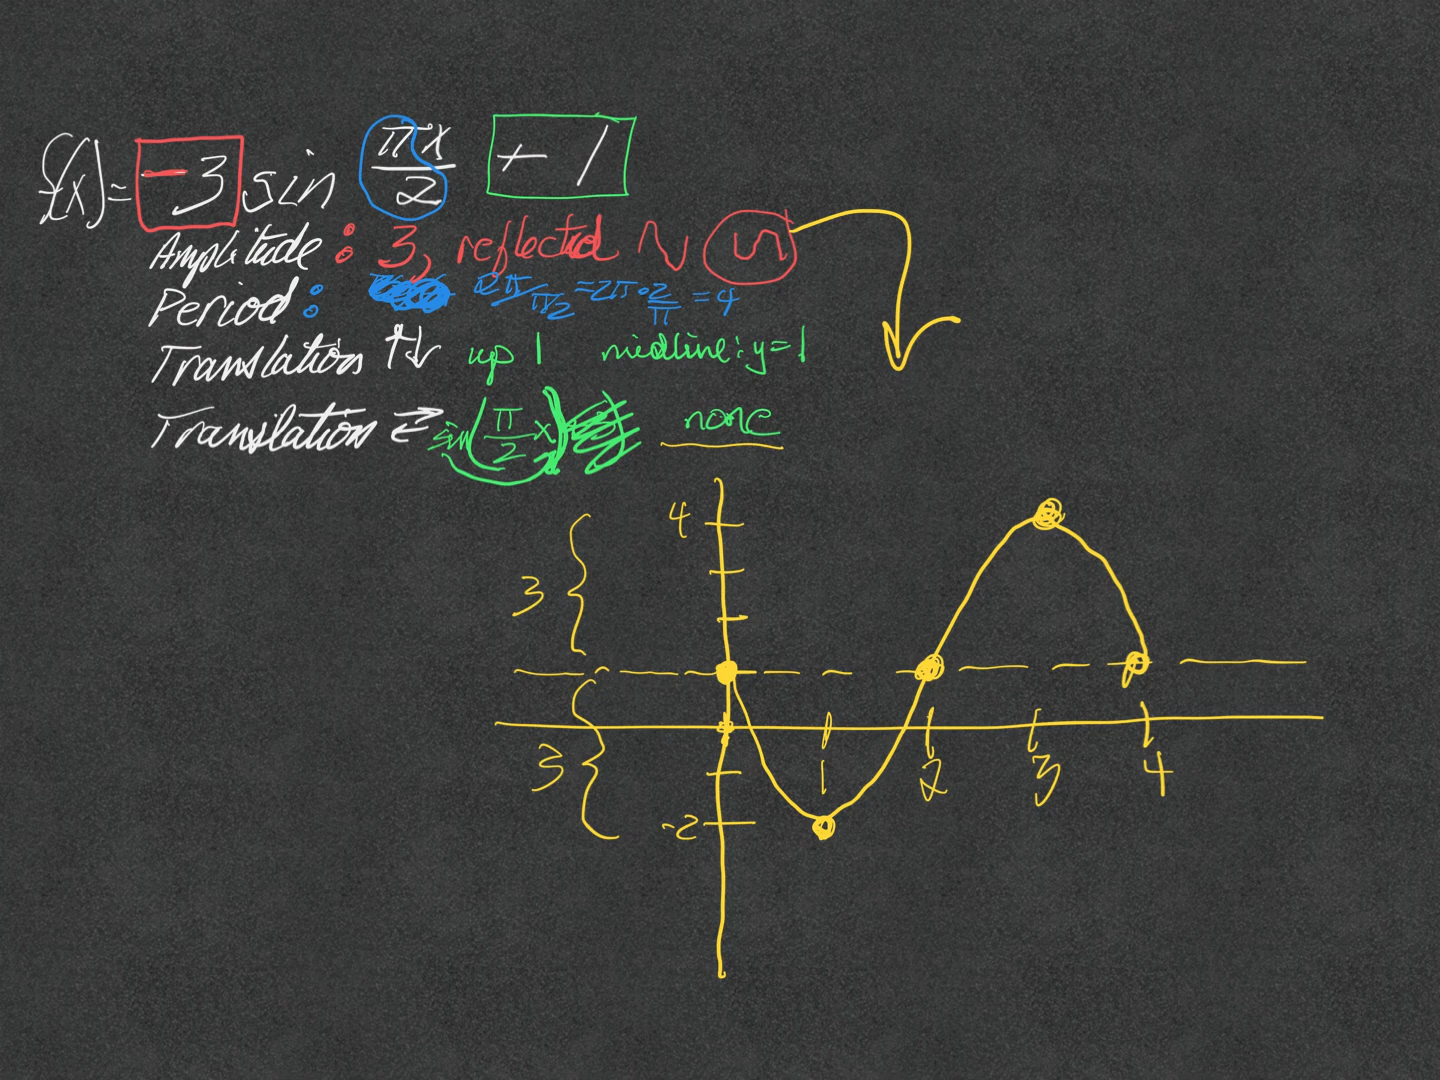 f(x) = -3 sin πx/2 + 1
Amplitude : 3, reflected
Period : 2π/π/2 = 2π · 2/π = 4
Translation ↑↓ up 1 midline: y = 1
Translation ⇄ sin(π/2 x) none
4
3
3
-2
1 2 3 4